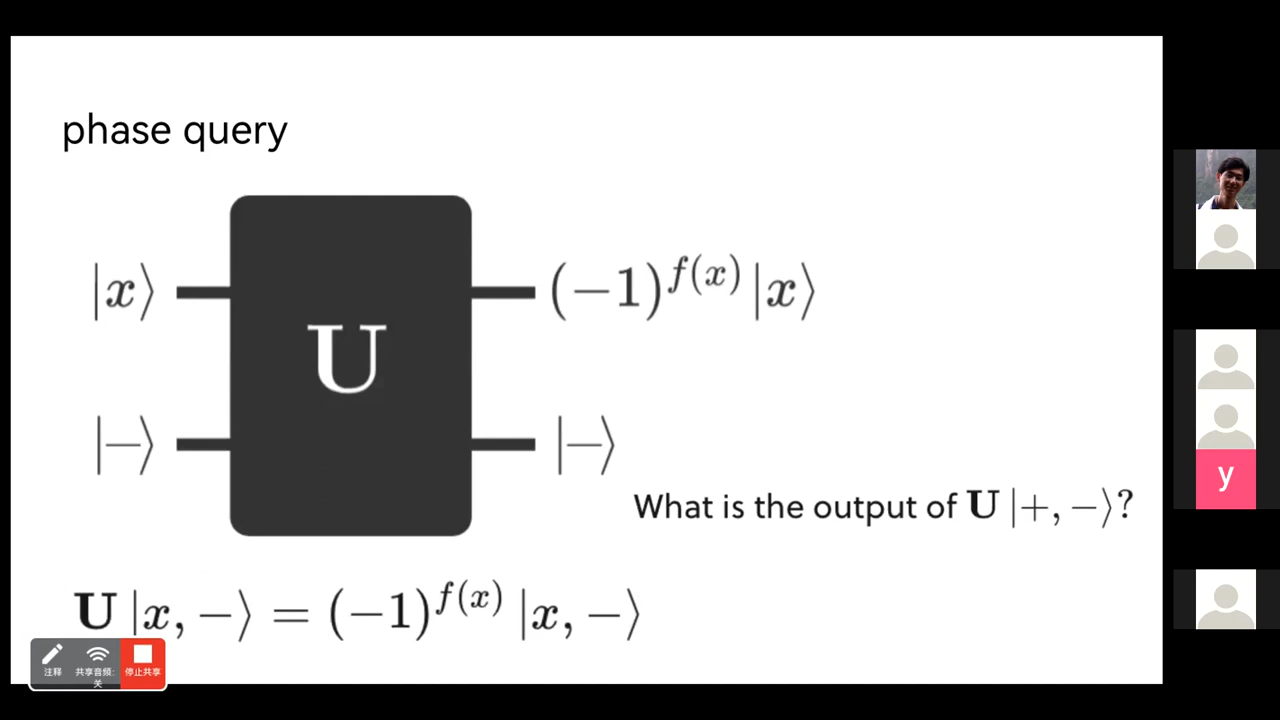 phase query
|x⟩
(−1)^{f(x)} |x⟩
U
|−⟩
|−⟩
What is the output of U |+, −⟩?
U |x, −⟩ = (−1)^{f(x)} |x, −⟩
注释
共享音频:关
停止共享
y